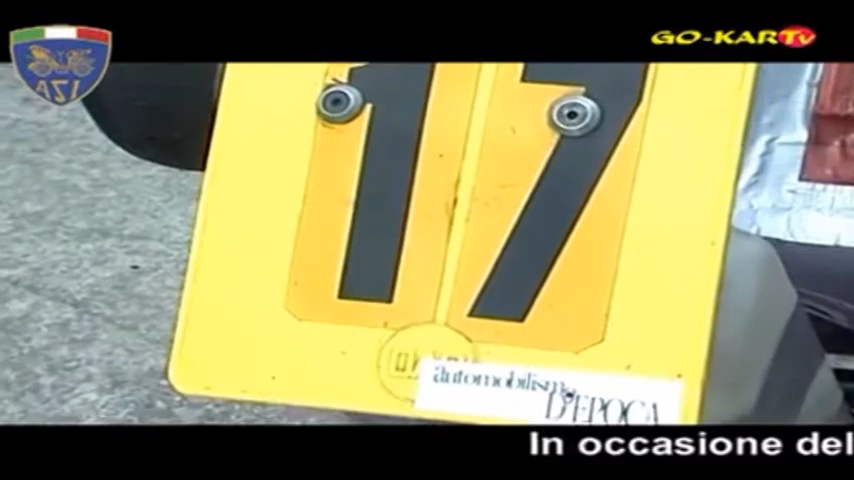 ASI
GO-KARTv
17
automobilismo
D'EPOCA
In occasione del